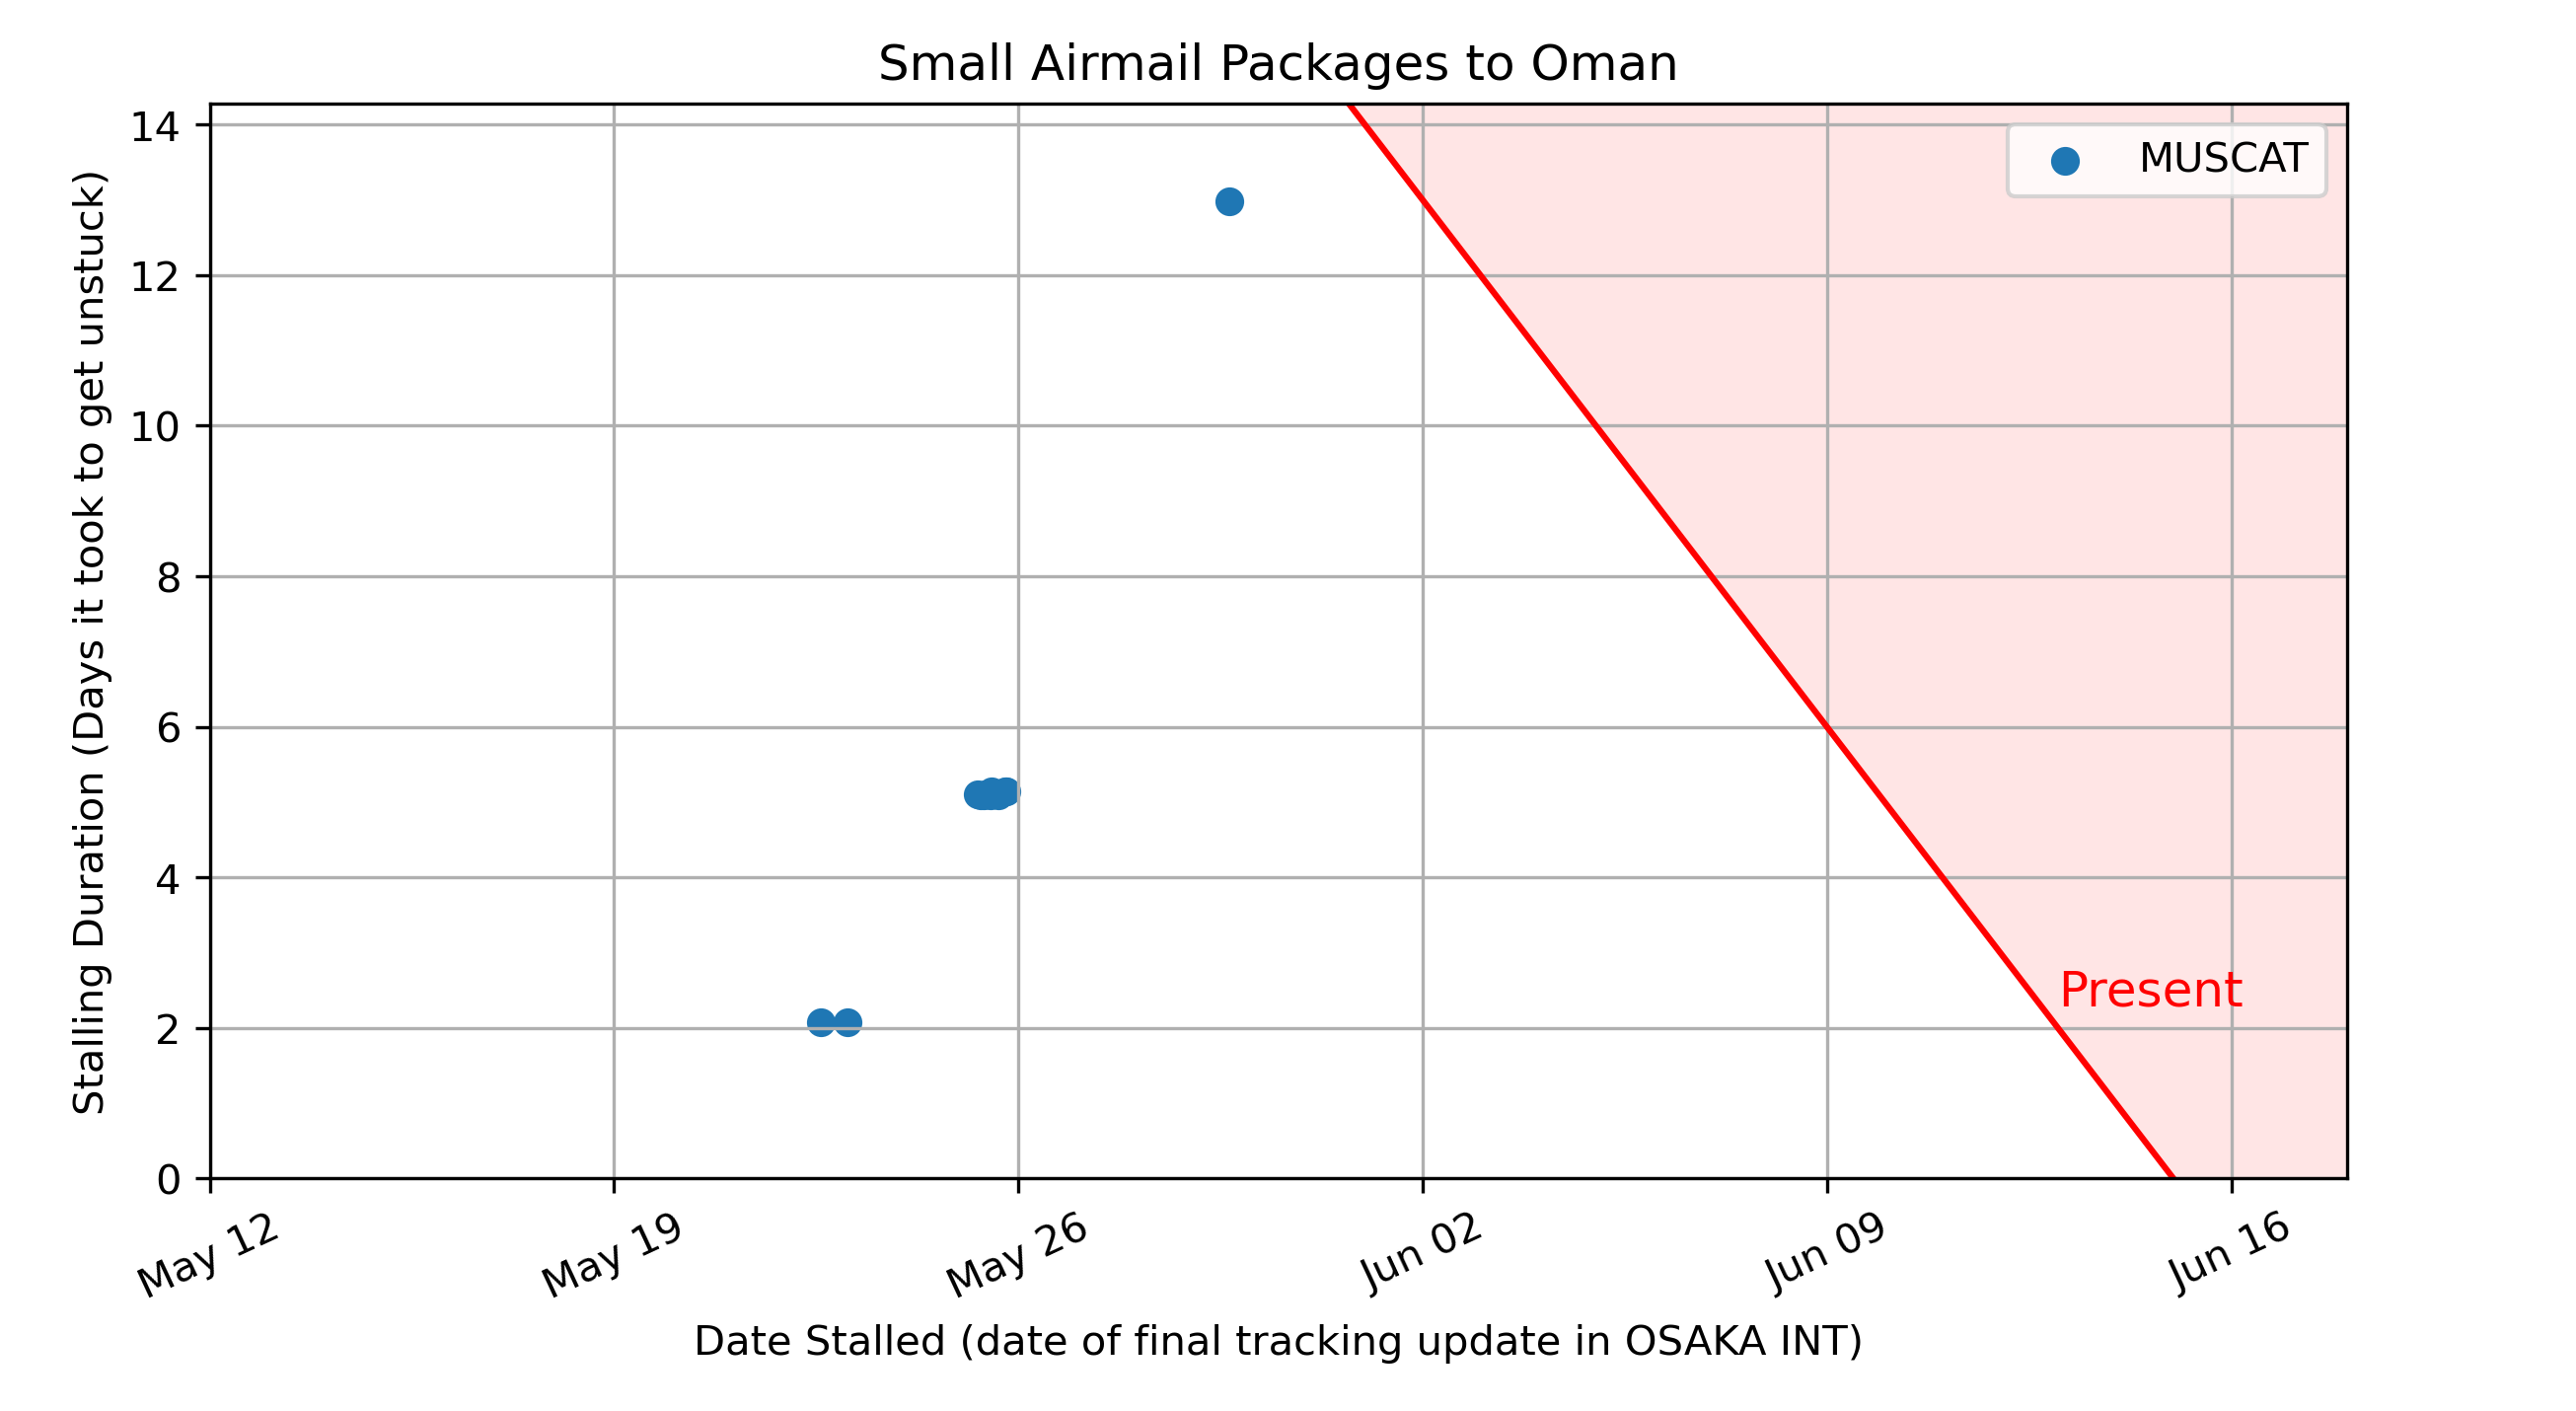 Small Airmail Packages to Oman
MUSCAT
Stalling Duration (Days it took to get unstuck)
14
12
10
8
6
4
2
0
Present
May 12
May 19
May 26
Jun 02
Jun 09
Jun 16
Date Stalled (date of final tracking update in OSAKA INT)